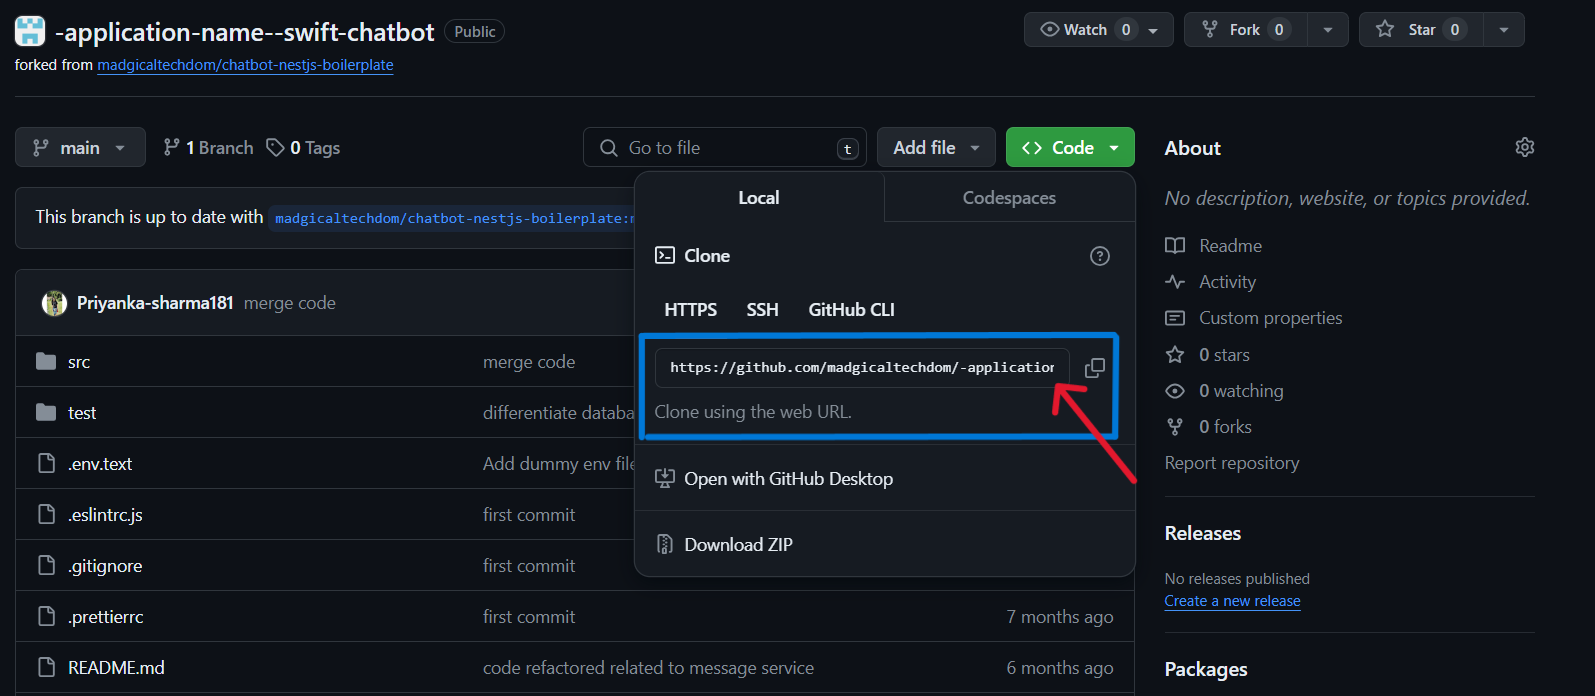 -application-name--swift-chatbot Public
Watch 0 Fork 0 Star 0
forked from madgicaltechdom/chatbot-nestjs-boilerplate
main 1 Branch 0 Tags Go to file t Add file <> Code
This branch is up to date with madgicaltechdom/chatbot-nestjs-boilerplate:
Local Codespaces
Clone
HTTPS SSH GitHub CLI
https://github.com/madgicaltechdom/-application
Clone using the web URL.
Open with GitHub Desktop
Download ZIP
Priyanka-sharma181 merge code
src merge code
test differentiate databa
.env.text Add dummy env file
.eslintrc.js first commit
.gitignore first commit
.prettierrc first commit 7 months ago
README.md code refactored related to message service 6 months ago
About
No description, website, or topics provided.
Readme
Activity
Custom properties
0 stars
0 watching
0 forks
Report repository
Releases
No releases published
Create a new release
Packages